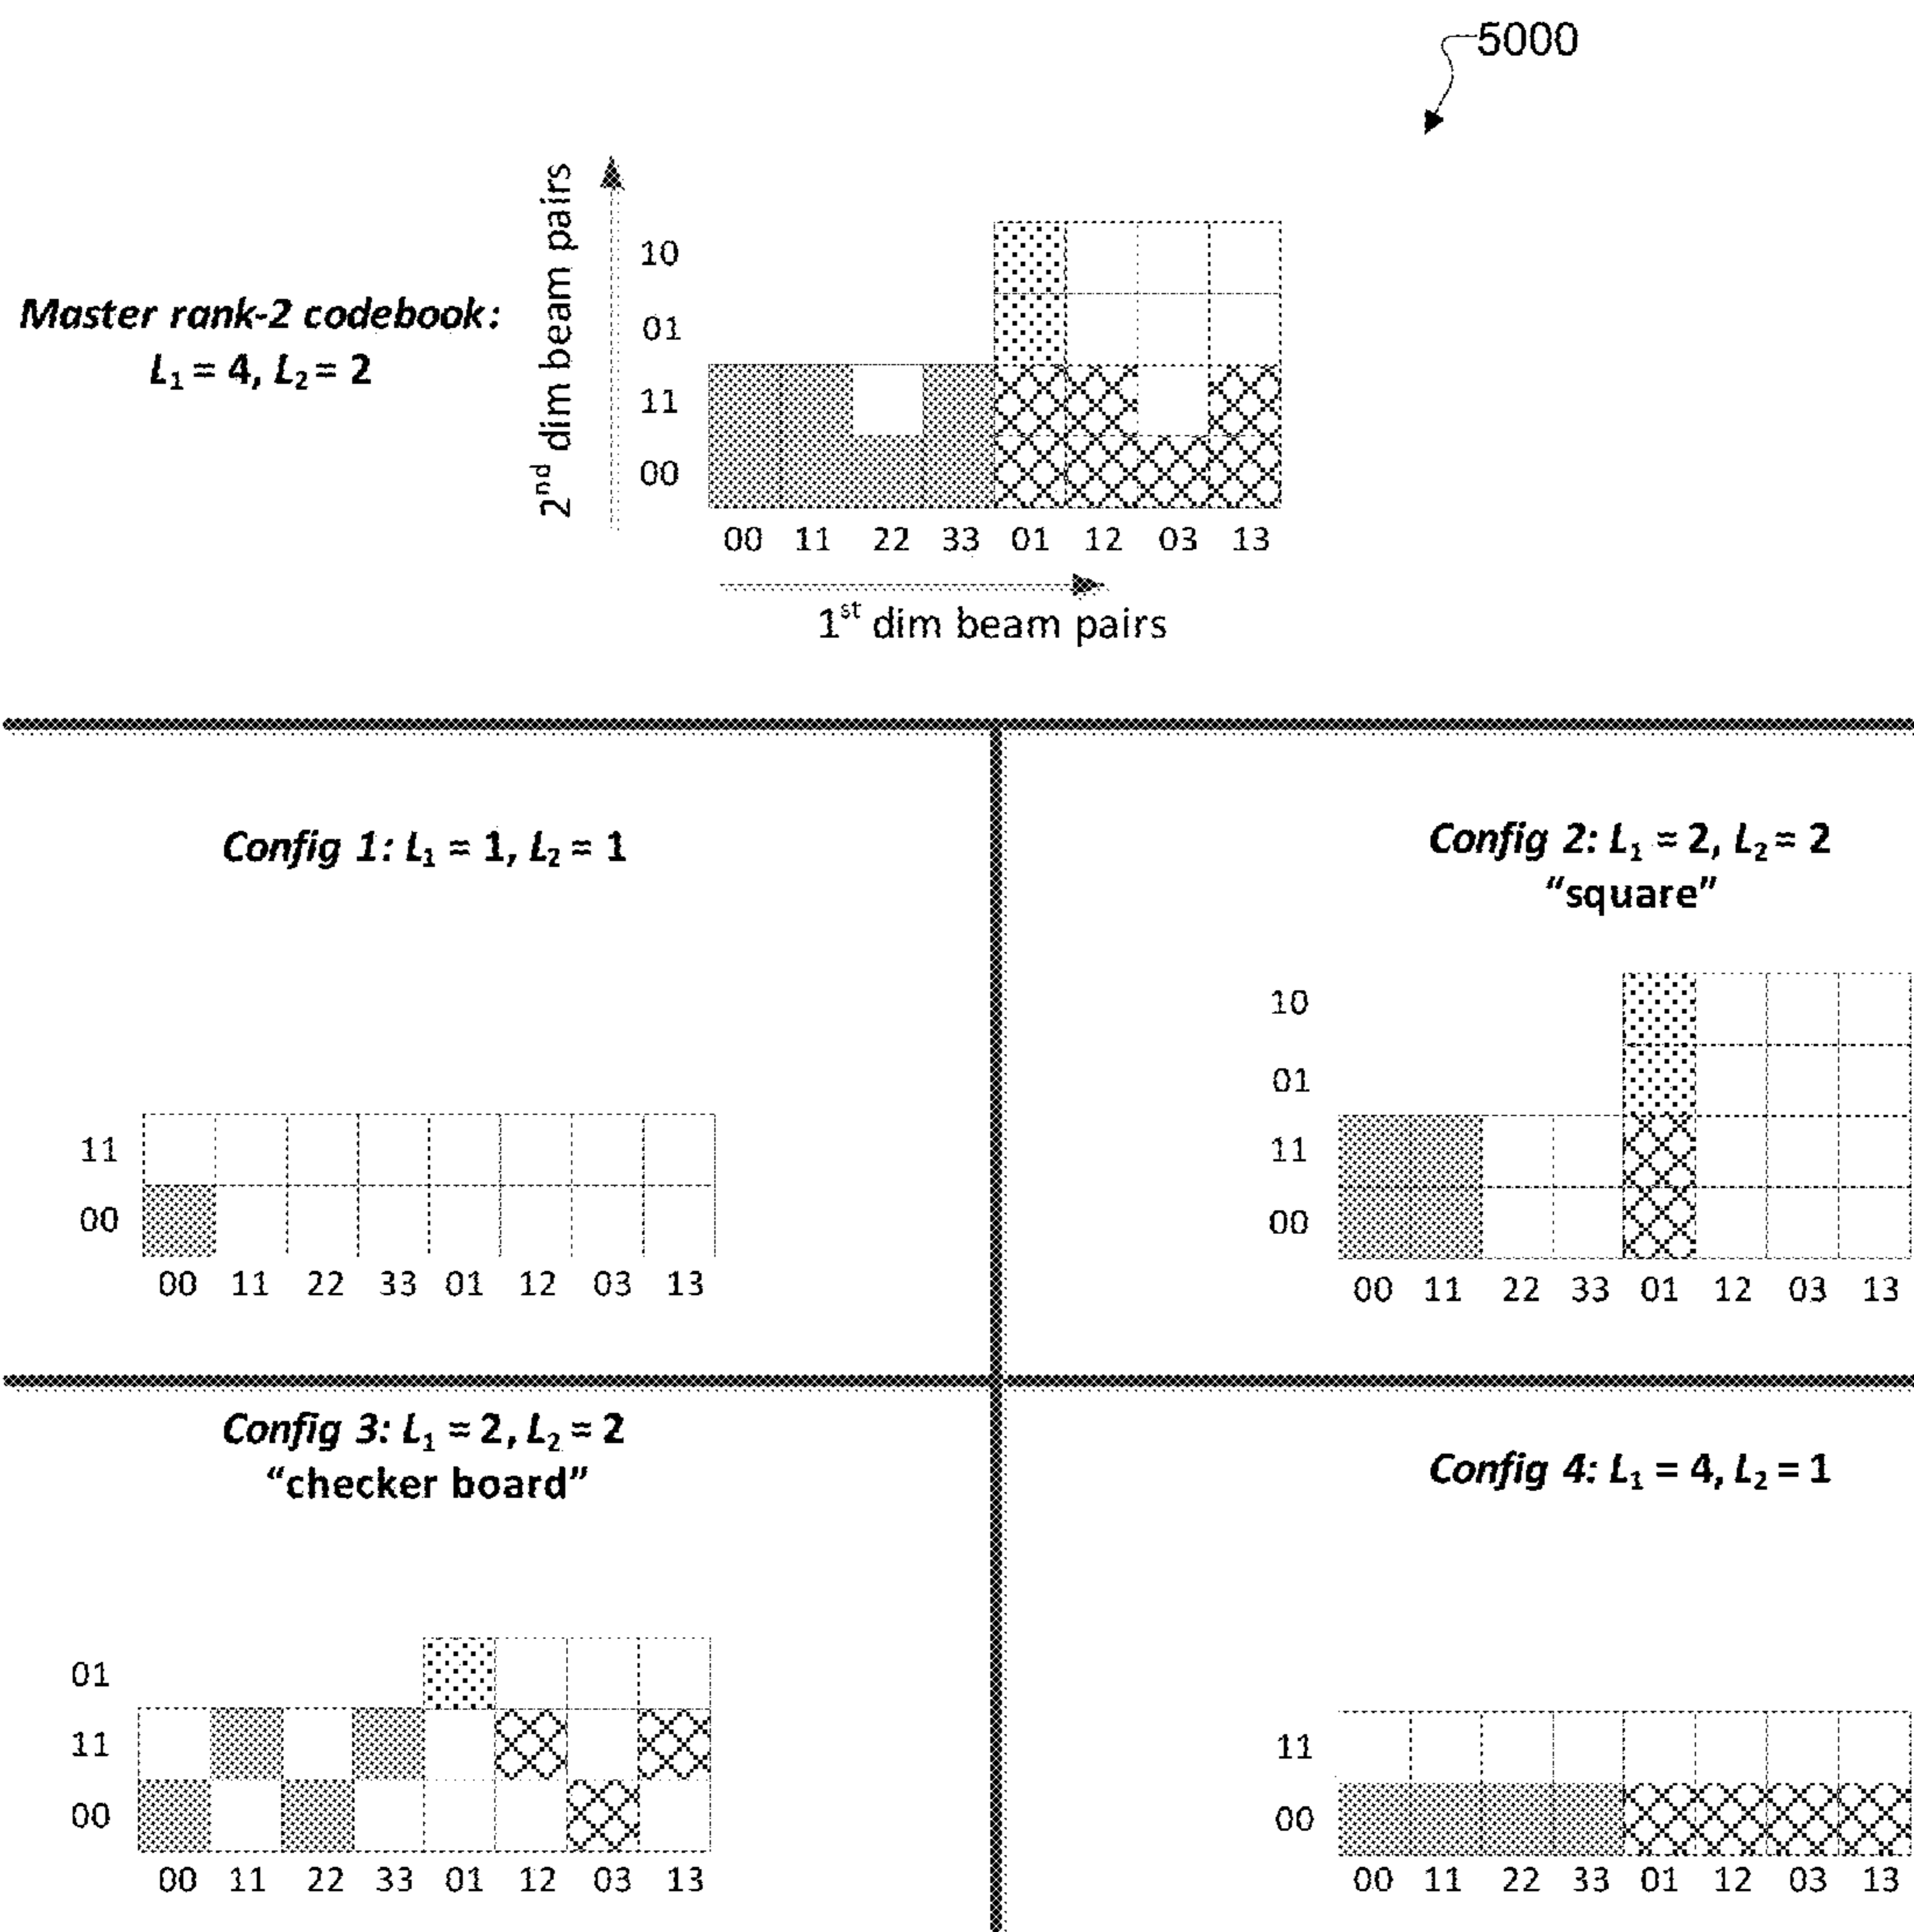 5000
Master rank-2 codebook:
L1 = 4, L2 = 2
2nd dim beam pairs
10
01
11
00
00 11 22 33 01 12 03 13
1st dim beam pairs
Config 1: L1 = 1, L2 = 1
11
00
00 11 22 33 01 12 03 13
Config 2: L1 = 2, L2 = 2
“square”
10
01
11
00
00 11 22 33 01 12 03 13
Config 3: L1 = 2, L2 = 2
“checker board”
01
11
00
00 11 22 33 01 12 03 13
Config 4: L1 = 4, L2 = 1
11
00
00 11 22 33 01 12 03 13